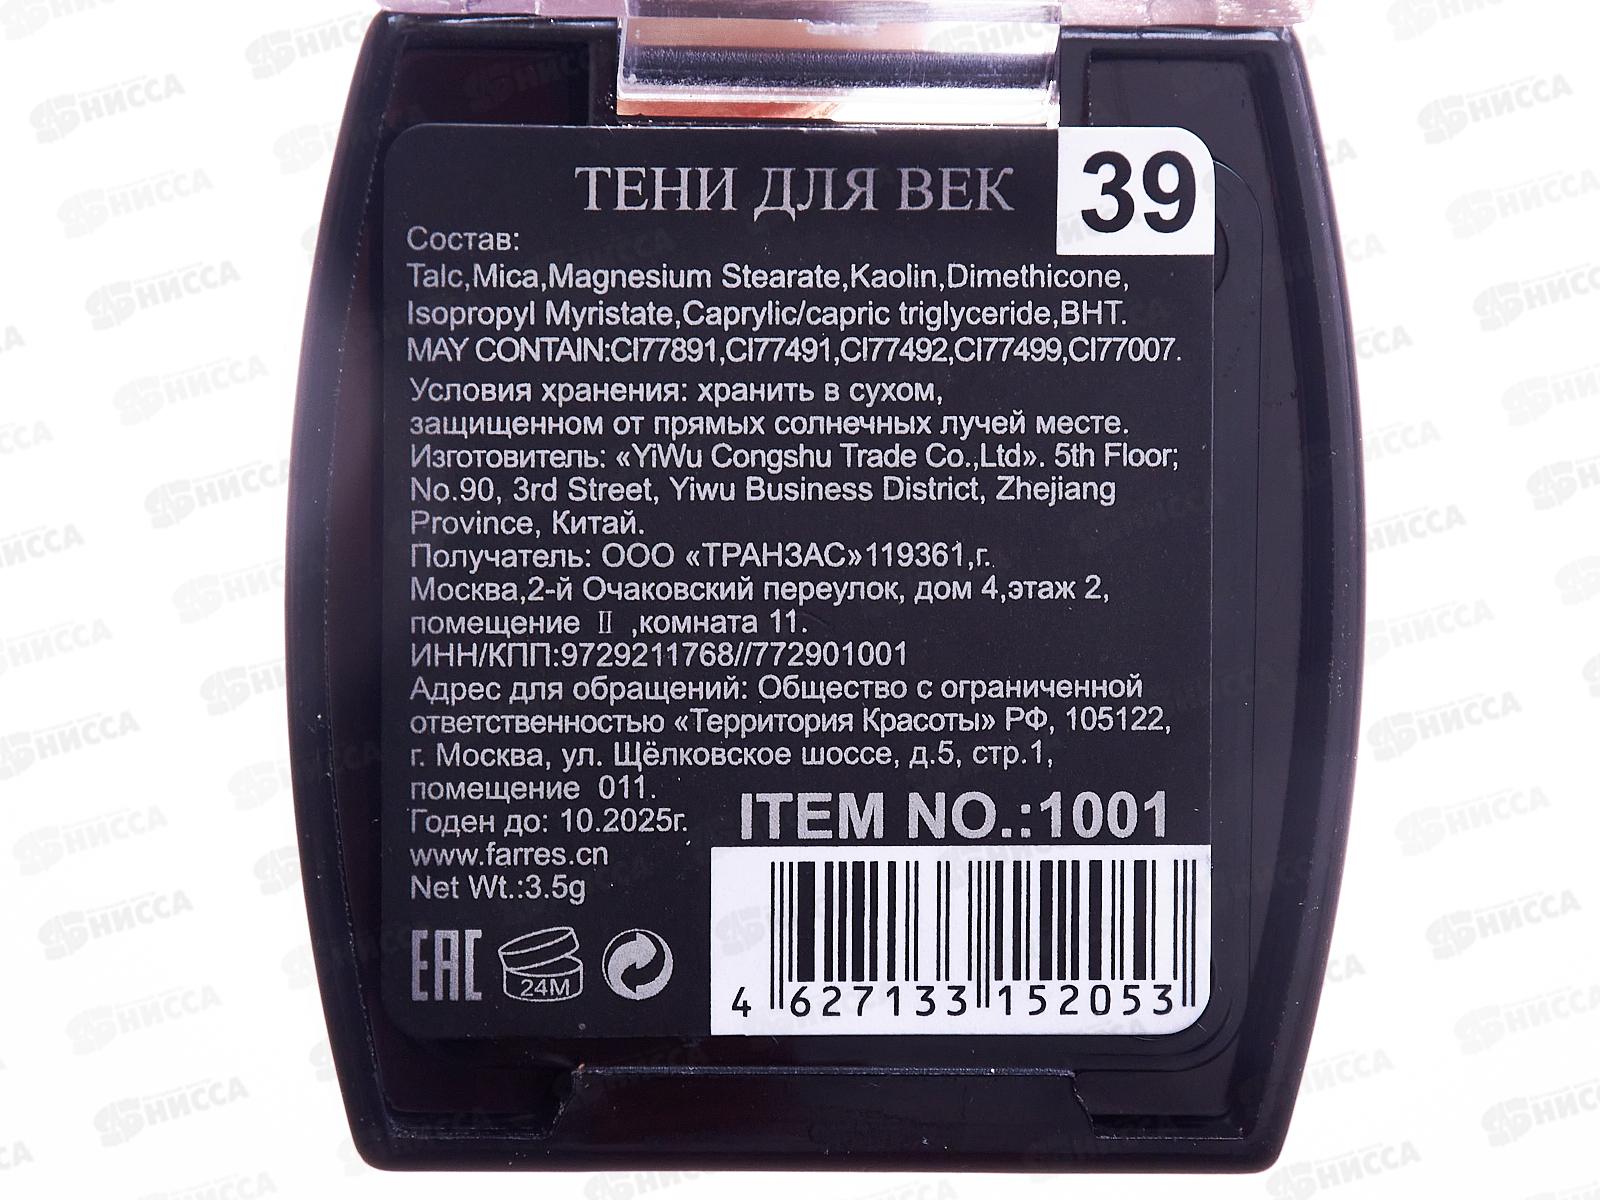 ТЕНИ ДЛЯ ВЕК
39
Состав:
Talc,Mica,Magnesium Stearate,Kaolin,Dimethicone,
Isopropyl Myristate,Caprylic/capric triglyceride,BHT.
MAY CONTAIN:CI77891,CI77491,CI77492,CI77499,CI77007.
Условия хранения: хранить в сухом,
защищенном от прямых солнечных лучей месте.
Изготовитель: «YiWu Congshu Trade Co.,Ltd». 5th Floor;
No.90, 3rd Street, Yiwu Business District, Zhejiang
Province, Китай.
Получатель: ООО «ТРАНЗАС»119361,г.
Москва,2-й Очаковский переулок, дом 4,этаж 2,
помещение Ⅱ ,комната 11.
ИНН/КПП:9729211768//772901001
Адрес для обращений: Общество с ограниченной
ответственностью «Территория Красоты» РФ, 105122,
г. Москва, ул. Щёлковское шоссе, д.5, стр.1,
помещение 011.
Годен до: 10.2025г.
www.farres.cn
Net Wt.:3.5g
ITEM NO.:1001
EAC
24M
4 627133 152053
НИССА